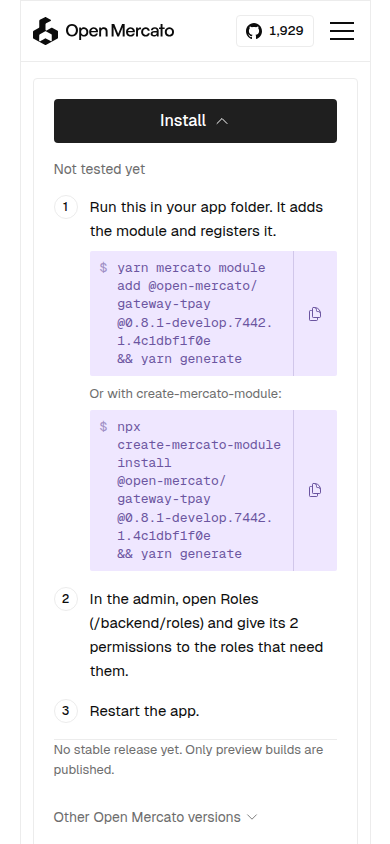 Open Mercato
1,929
Install
Not tested yet
1
Run this in your app folder. It adds
the module and registers it.
$ yarn mercato module
add @open-mercato/
gateway-tpay
@0.8.1-develop.7442.
1.4c1dbf1f0e
&& yarn generate
Or with create-mercato-module:
$ npx
create-mercato-module
install
@open-mercato/
gateway-tpay
@0.8.1-develop.7442.
1.4c1dbf1f0e
&& yarn generate
2
In the admin, open Roles
(/backend/roles) and give its 2
permissions to the roles that need
them.
3
Restart the app.
No stable release yet. Only preview builds are
published.
Other Open Mercato versions